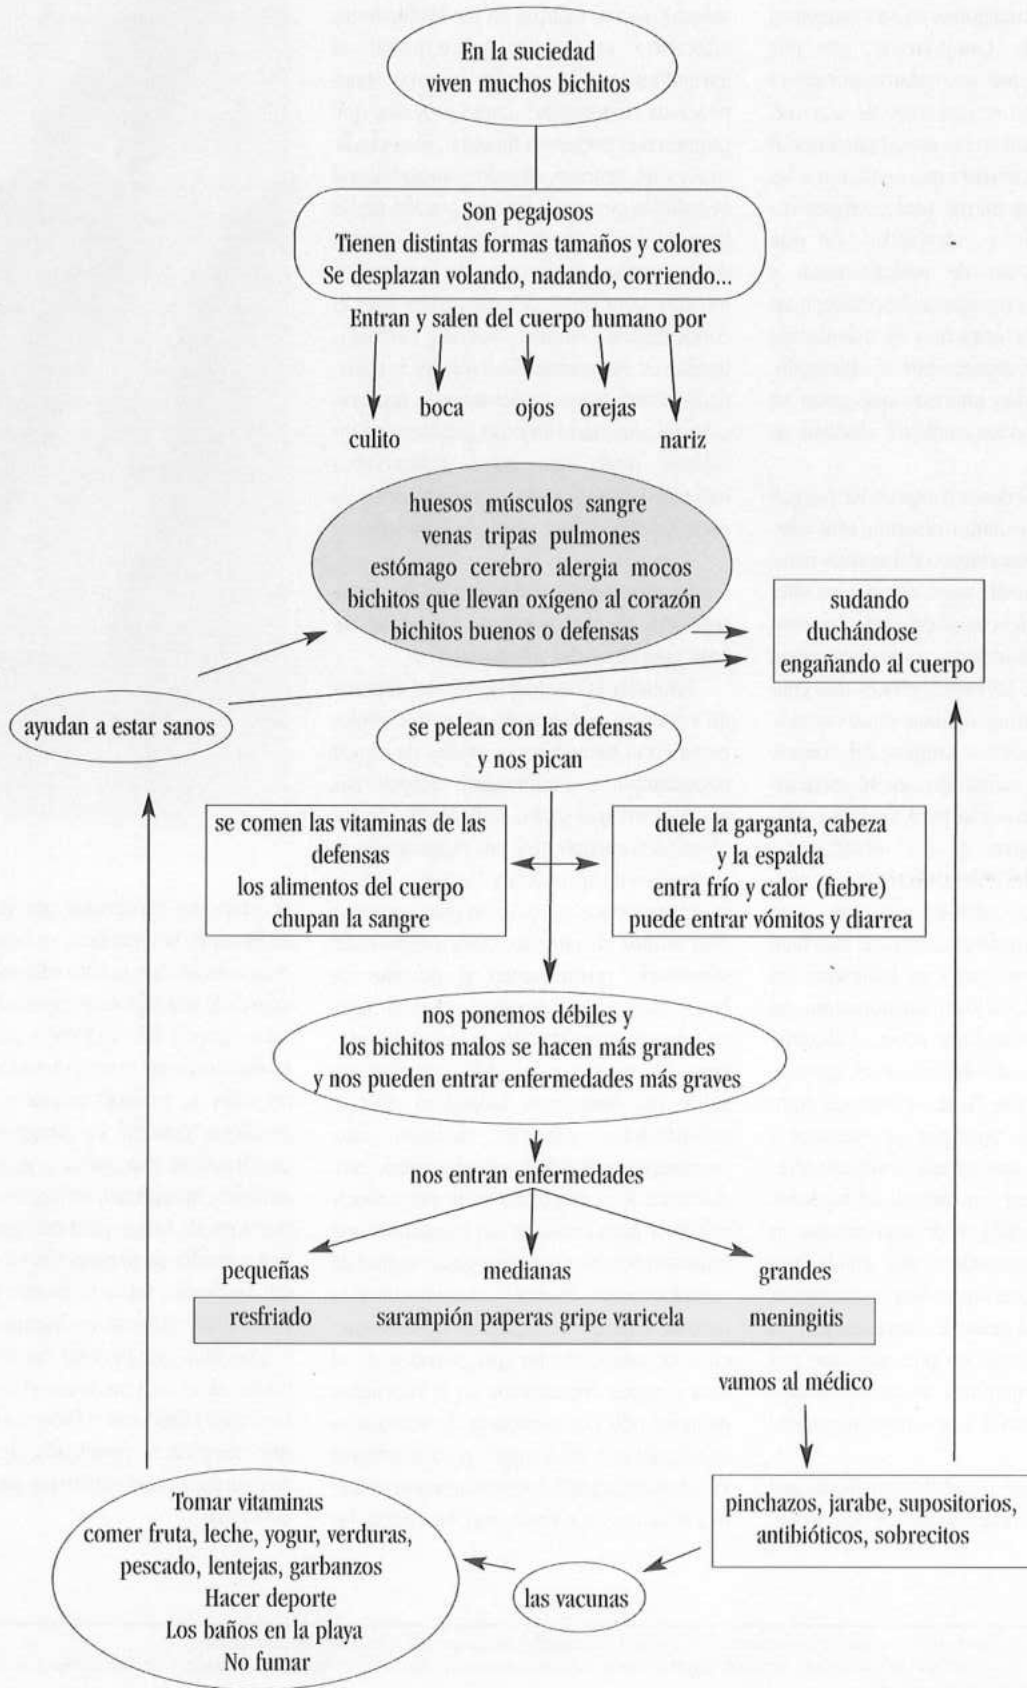 En la suciedad
viven muchos bichitos
Son pegajosos
Tienen distintas formas tamaños y colores
Se desplazan volando, nadando, corriendo...
Entran y salen del cuerpo humano por
boca ojos orejas
culito nariz
huesos músculos sangre
venas tripas pulmones
estómago cerebro alergia mocos
bichitos que llevan oxígeno al corazón
bichitos buenos o defensas
sudando
duchándose
engañando al cuerpo
ayudan a estar sanos
se pelean con las defensas
y nos pican
se comen las vitaminas de las
defensas
los alimentos del cuerpo
chupan la sangre
duele la garganta, cabeza
y la espalda
entra frío y calor (fiebre)
puede entrar vómitos y diarrea
nos ponemos débiles y
los bichitos malos se hacen más grandes
y nos pueden entrar enfermedades más graves
nos entran enfermedades
pequeñas medianas grandes
resfriado sarampión paperas gripe varicela meningitis
vamos al médico
pinchazos, jarabe, supositorios,
antibióticos, sobrecitos
las vacunas
Tomar vitaminas
comer fruta, leche, yogur, verduras,
pescado, lentejas, garbanzos
Hacer deporte
Los baños en la playa
No fumar